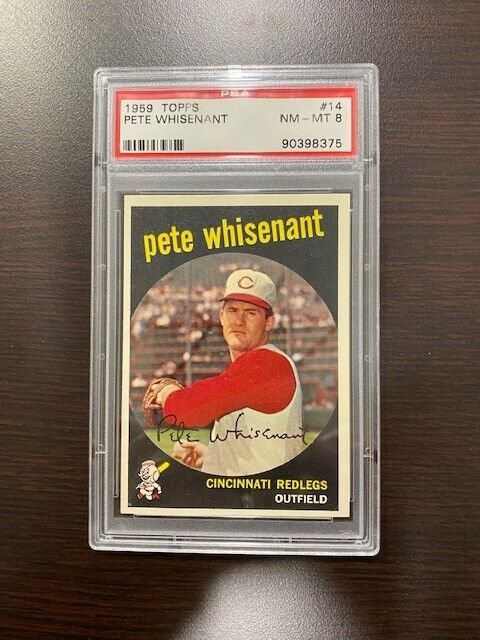 PSA
1959 TOPPS #14
PETE WHISENANT NM - MT 8
90398375
pete whisenant
C
Pete Whisenant
CINCINNATI REDLEGS
OUTFIELD